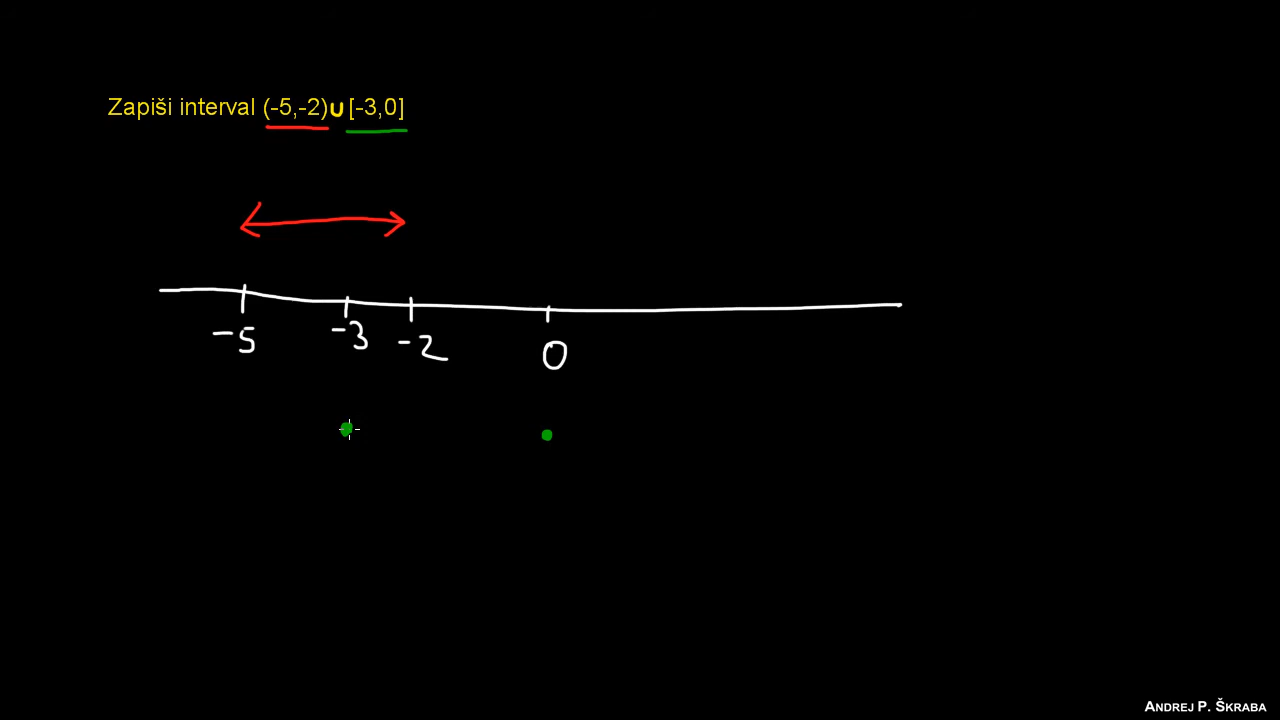 Zapiši interval (-5,-2)∪[-3,0]
-5 -3 -2 0
ANDREJ P. ŠKRABA